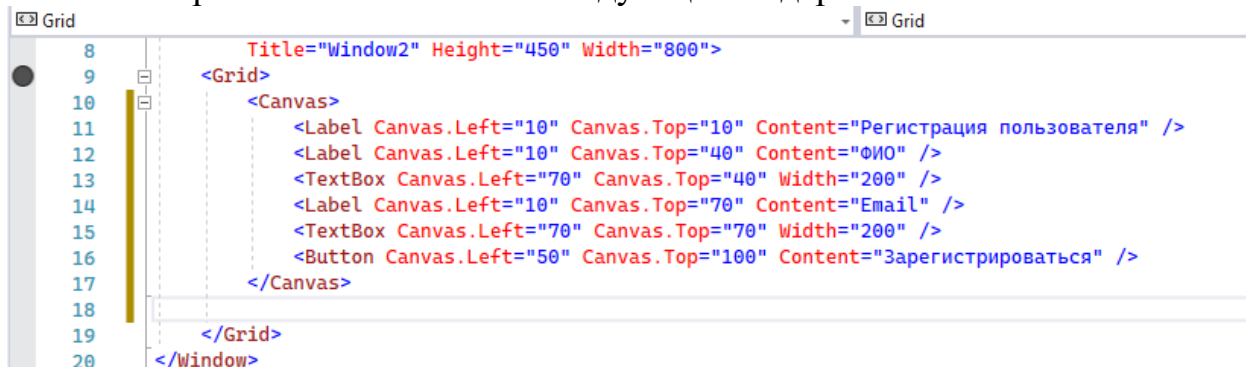 Grid Grid
8 Title="Window2" Height="450" Width="800">
9 <Grid>
10 <Canvas>
11 <Label Canvas.Left="10" Canvas.Top="10" Content="Регистрация пользователя" />
12 <Label Canvas.Left="10" Canvas.Top="40" Content="ФИО" />
13 <TextBox Canvas.Left="70" Canvas.Top="40" Width="200" />
14 <Label Canvas.Left="10" Canvas.Top="70" Content="Email" />
15 <TextBox Canvas.Left="70" Canvas.Top="70" Width="200" />
16 <Button Canvas.Left="50" Canvas.Top="100" Content="Зарегистрироваться" />
17 </Canvas>
18
19 </Grid>
20 </Window>